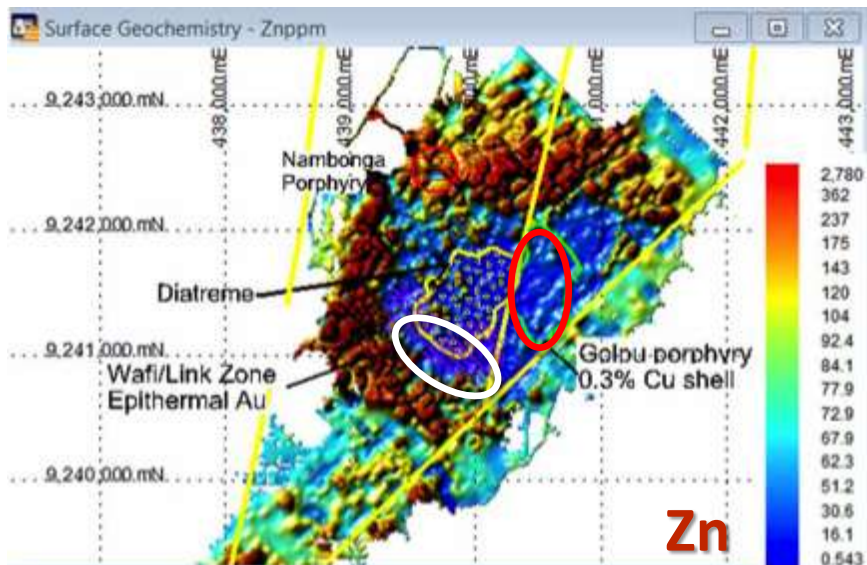 Surface Geochemistry - Znppm
438,000.mE
439,000.mE
,000.mE
,000.mE
442,000.mE
443,0
9,243,000.mN
Nambonga
Porphyry
9,242,000.mN
Diatreme
9,241,000.mN
Wafi/Link Zone
Epithermal Au
Golpu porphyry
0.3% Cu shell
9,240,000.mN
Zn
2,780
362
237
175
143
120
104
92.4
84.1
77.9
72.9
67.9
62.3
51.2
30.6
16.1
0.543